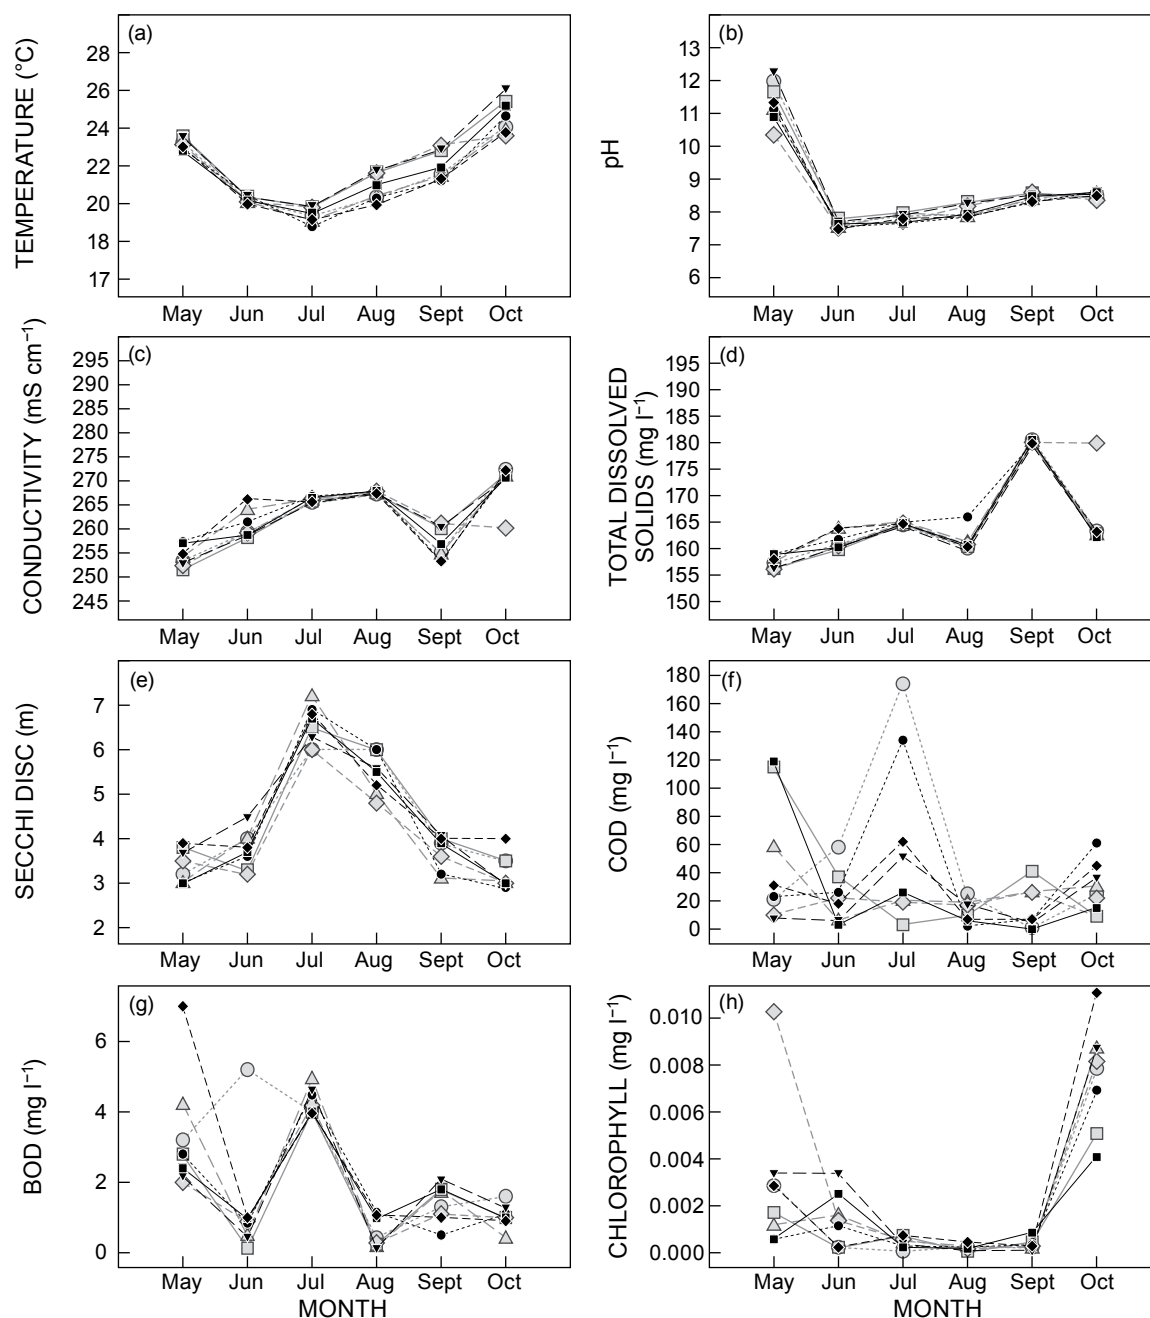 (a)
TEMPERATURE (°C)
28
26
24
22
20
18
17
May Jun Jul Aug Sept Oct
(b)
pH
13
12
11
10
9
8
7
6
May Jun Jul Aug Sept Oct
(c)
CONDUCTIVITY (mS cm⁻¹)
295
290
285
280
275
270
265
260
255
250
245
May Jun Jul Aug Sept Oct
(d)
TOTAL DISSOLVED
SOLIDS (mg l⁻¹)
195
190
185
180
175
170
165
160
155
150
May Jun Jul Aug Sept Oct
(e)
SECCHI DISC (m)
7
6
5
4
3
2
May Jun Jul Aug Sept Oct
(f)
COD (mg l⁻¹)
180
160
140
120
100
80
60
40
20
0
May Jun Jul Aug Sept Oct
(g)
BOD (mg l⁻¹)
6
4
2
0
May Jun Jul Aug Sept Oct
MONTH
(h)
CHLOROPHYLL (mg l⁻¹)
0.010
0.008
0.006
0.004
0.002
0.000
May Jun Jul Aug Sept Oct
MONTH